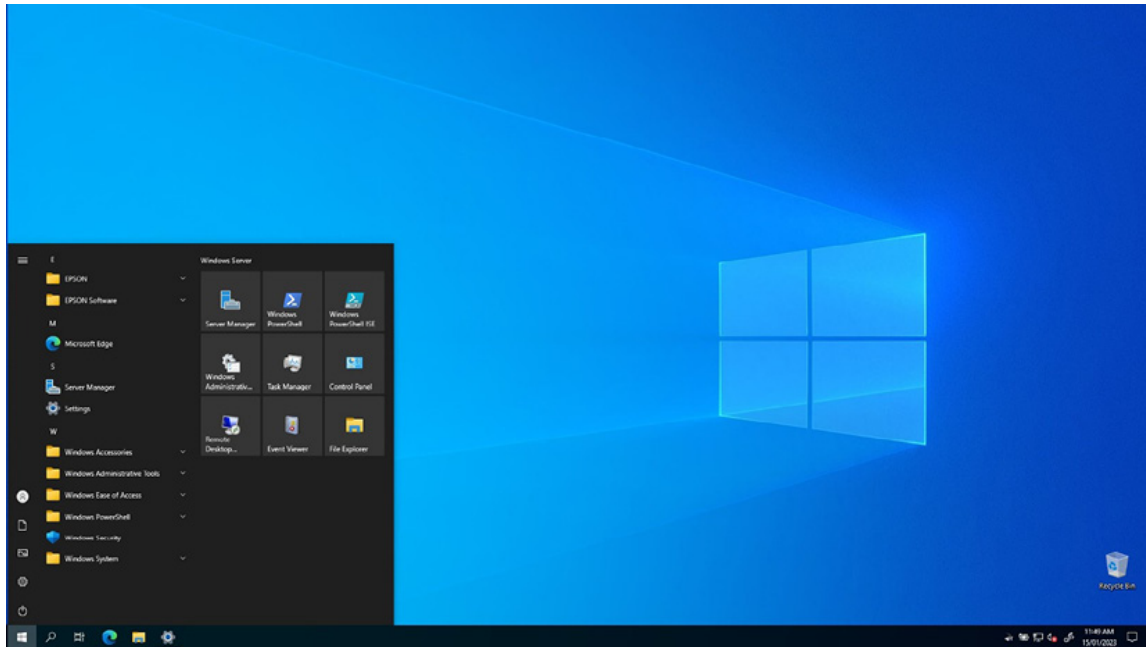 E
EPSON
EPSON Software
M
Microsoft Edge
S
Server Manager
Settings
W
Windows Accessories
Windows Administrative Tools
Windows Ease of Access
Windows PowerShell
Windows Security
Windows System
Windows Server
Server Manager
Windows
PowerShell
Windows
PowerShell ISE
Windows
Administrativ...
Task Manager
Control Panel
Remote
Desktop...
Event Viewer
File Explorer
Recycle Bin
11:49 AM
15/01/2023